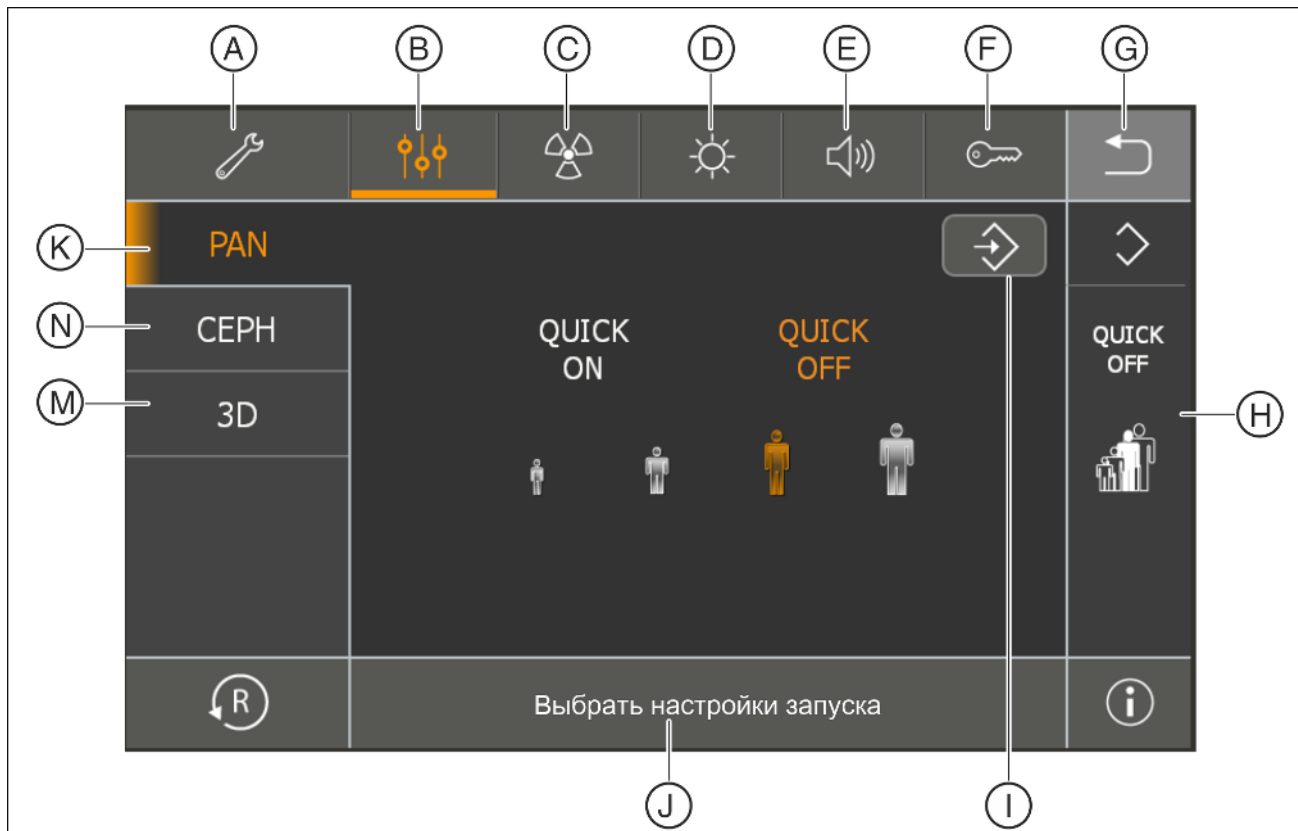 A B C D E F G
K PAN
N CEPH QUICK QUICK QUICK
ON OFF OFF
M 3D H
R Выбрать настройки запуска i
J I